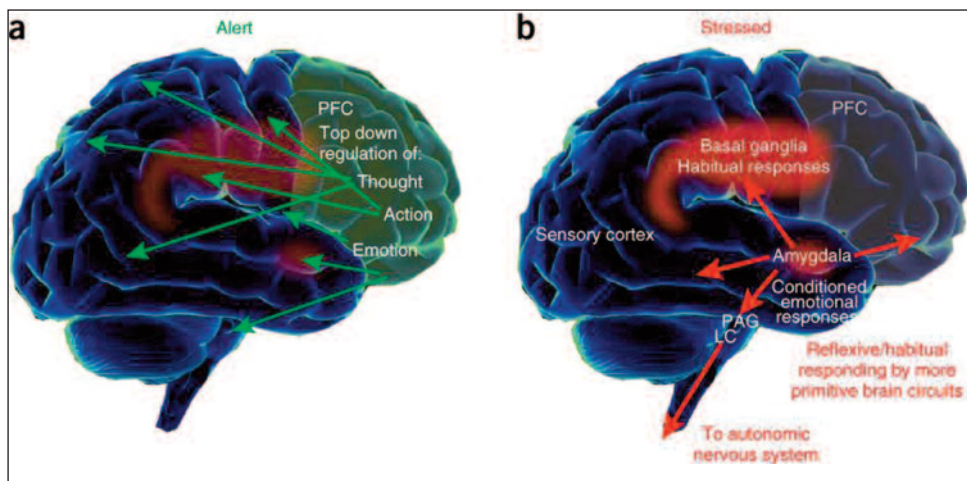 a
Alert
PFC
Top down
regulation of:
Thought
Action
Emotion
b
Stressed
PFC
Basal ganglia
Habitual responses
Sensory cortex
Amygdala
Conditioned
emotional
responses
PAG
LC
Reflexive/habitual
responding by more
primitive brain circuits
To autonomic
nervous system